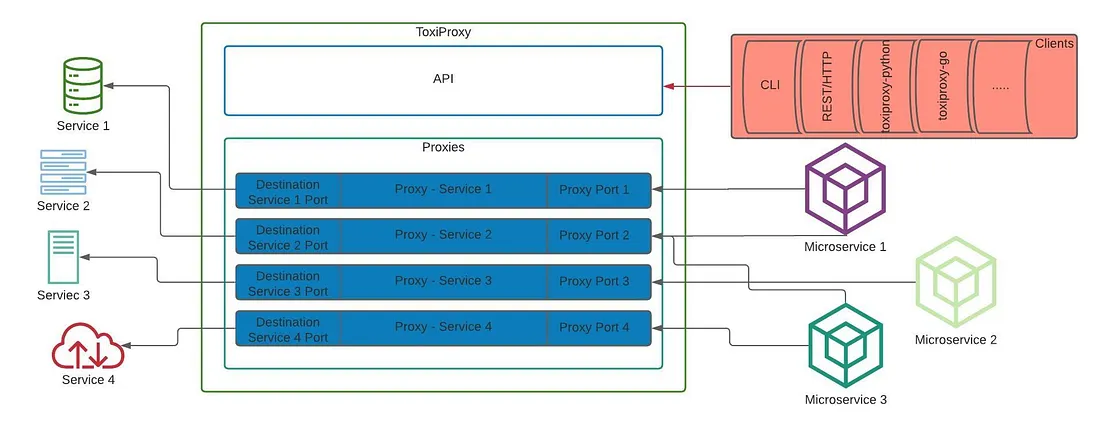 ToxiProxy
API
Clients
CLI
REST/HTTP
toxiproxy-python
toxiproxy-go
.....
Service 1
Service 2
Serviec 3
Service 4
Proxies
Destination
Service 1 Port
Proxy - Service 1
Proxy Port 1
Destination
Service 2 Port
Proxy - Service 2
Proxy Port 2
Destination
Service 3 Port
Proxy - Service 3
Proxy Port 3
Destination
Service 4 Port
Proxy - Service 4
Proxy Port 4
Microservice 1
Microservice 2
Microservice 3